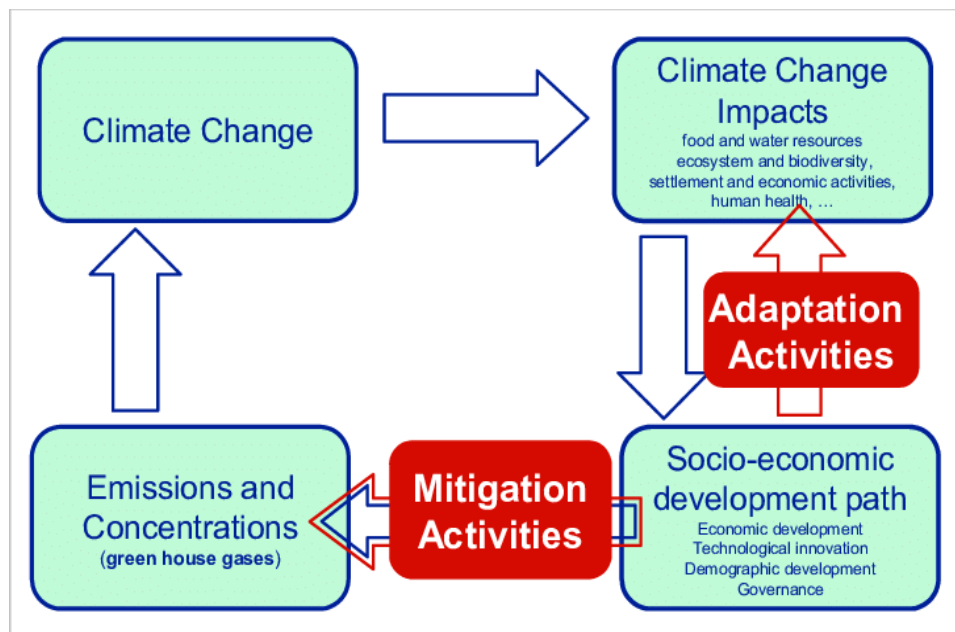 Climate Change
Climate Change
Impacts
food and water resources
ecosystem and biodiversity,
settlement and economic activities,
human health, ...
Adaptation
Activities
Emissions and
Concentrations
(green house gases)
Mitigation
Activities
Socio-economic
development path
Economic development
Technological innovation
Demographic development
Governance